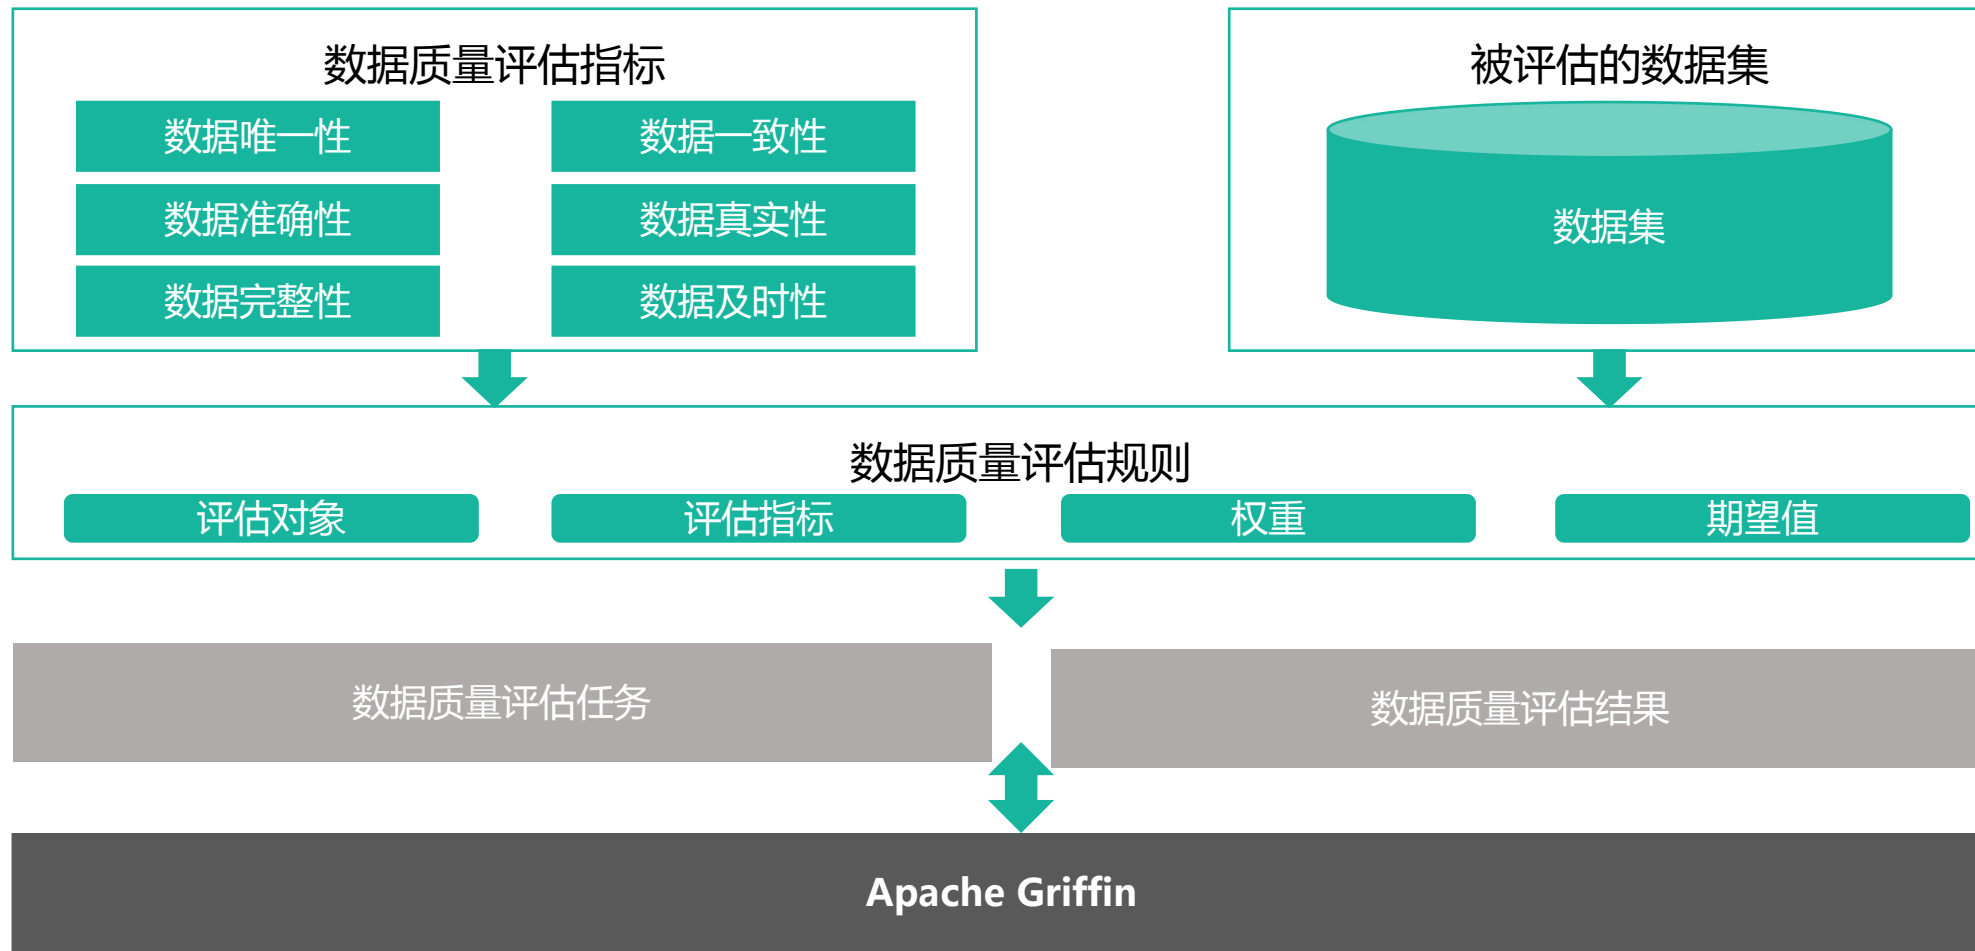 数据质量评估指标
数据唯一性
数据一致性
数据准确性
数据真实性
数据完整性
数据及时性
被评估的数据集
数据集
数据质量评估规则
评估对象
评估指标
权重
期望值
数据质量评估任务
数据质量评估结果
Apache Griffin